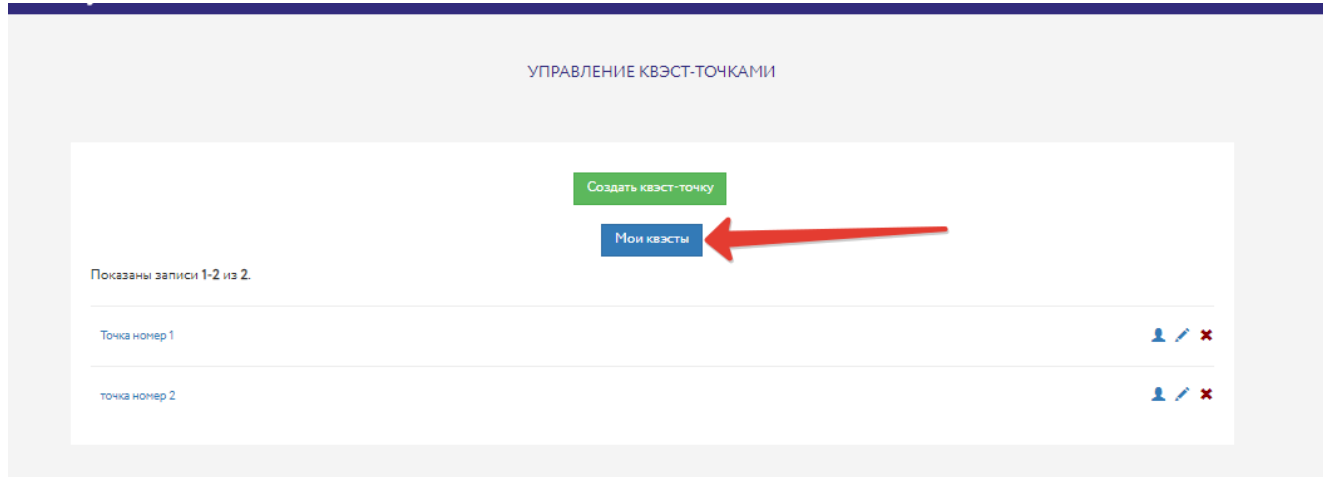 УПРАВЛЕНИЕ КВЭСТ-ТОЧКАМИ
Создать квэст-точку
Мои квэсты
Показаны записи 1-2 из 2.
Точка номер 1
точка номер 2